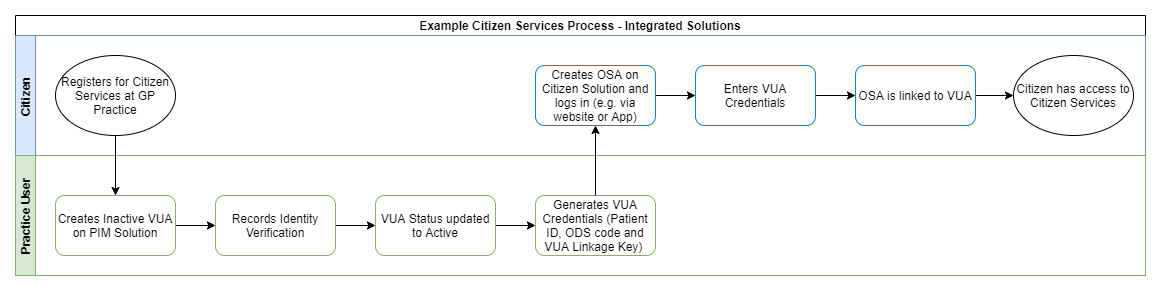 Example Citizen Services Process - Integrated Solutions
Citizen
Registers for Citizen
Services at GP
Practice
Creates OSA on
Citizen Solution and
logs in (e.g. via
website or App)
Enters VUA
Credentials
OSA is linked to VUA
Citizen has access to
Citizen Services
Practice User
Creates Inactive VUA
on PIM Solution
Records Identity
Verification
VUA Status updated
to Active
Generates VUA
Credentials (Patient
ID, ODS code and
VUA Linkage Key)